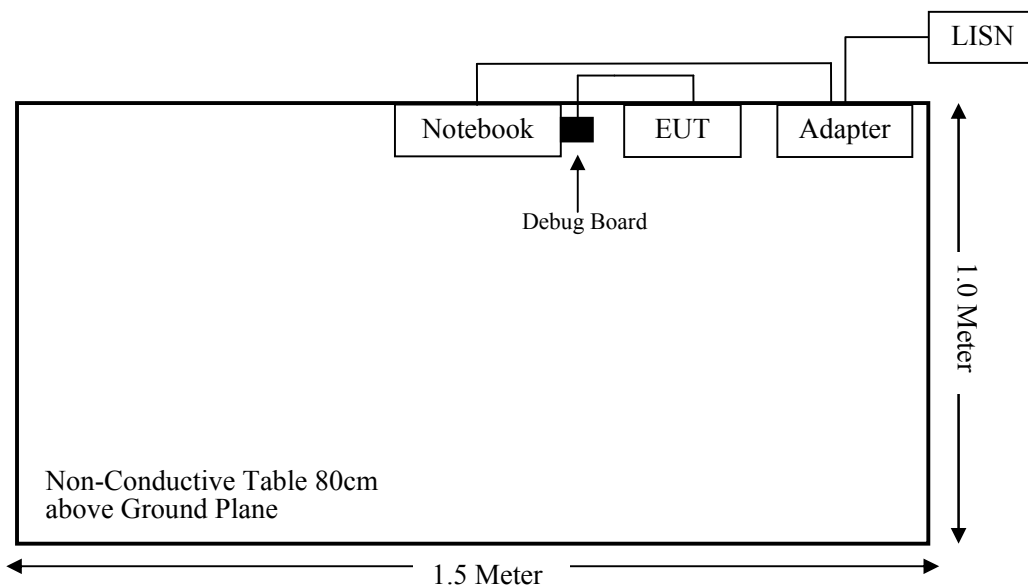 LISN
Notebook
EUT
Adapter
Debug Board
1.0 Meter
Non-Conductive Table 80cm
above Ground Plane
1.5 Meter